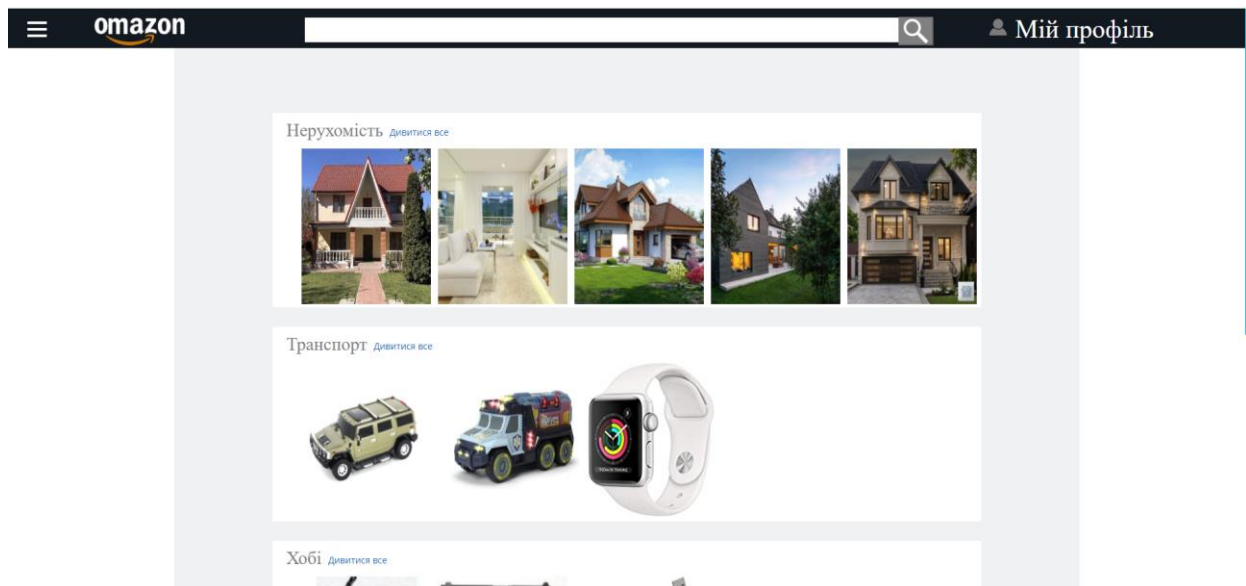 omazon
Мій профіль
Нерухомість Дивитися все
Транспорт Дивитися все
Хобі Дивитися все